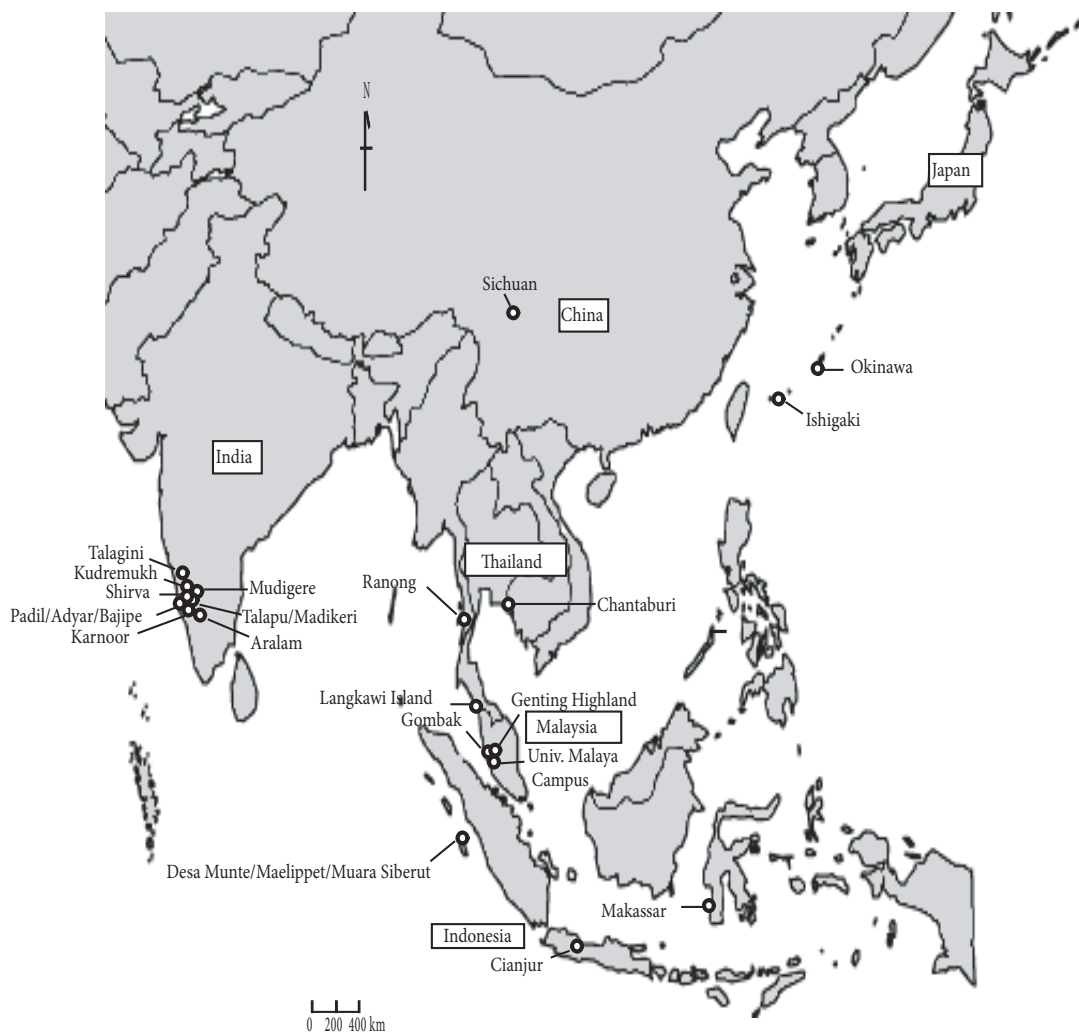 N
Japan
Sichuan
China
Okinawa
Ishigaki
India
Talagini
Kudremukh
Shirva
Padil/Adyar/Bajipe
Karnoor
Mudigere
Talapu/Madikeri
Aralam
Thailand
Ranong
Chantaburi
Langkawi Island
Genting Highland
Gombak
Malaysia
Univ. Malaya
Campus
Desa Munte/Maelippet/Muara Siberut
Makassar
Indonesia
Cianjur
0 200 400 km